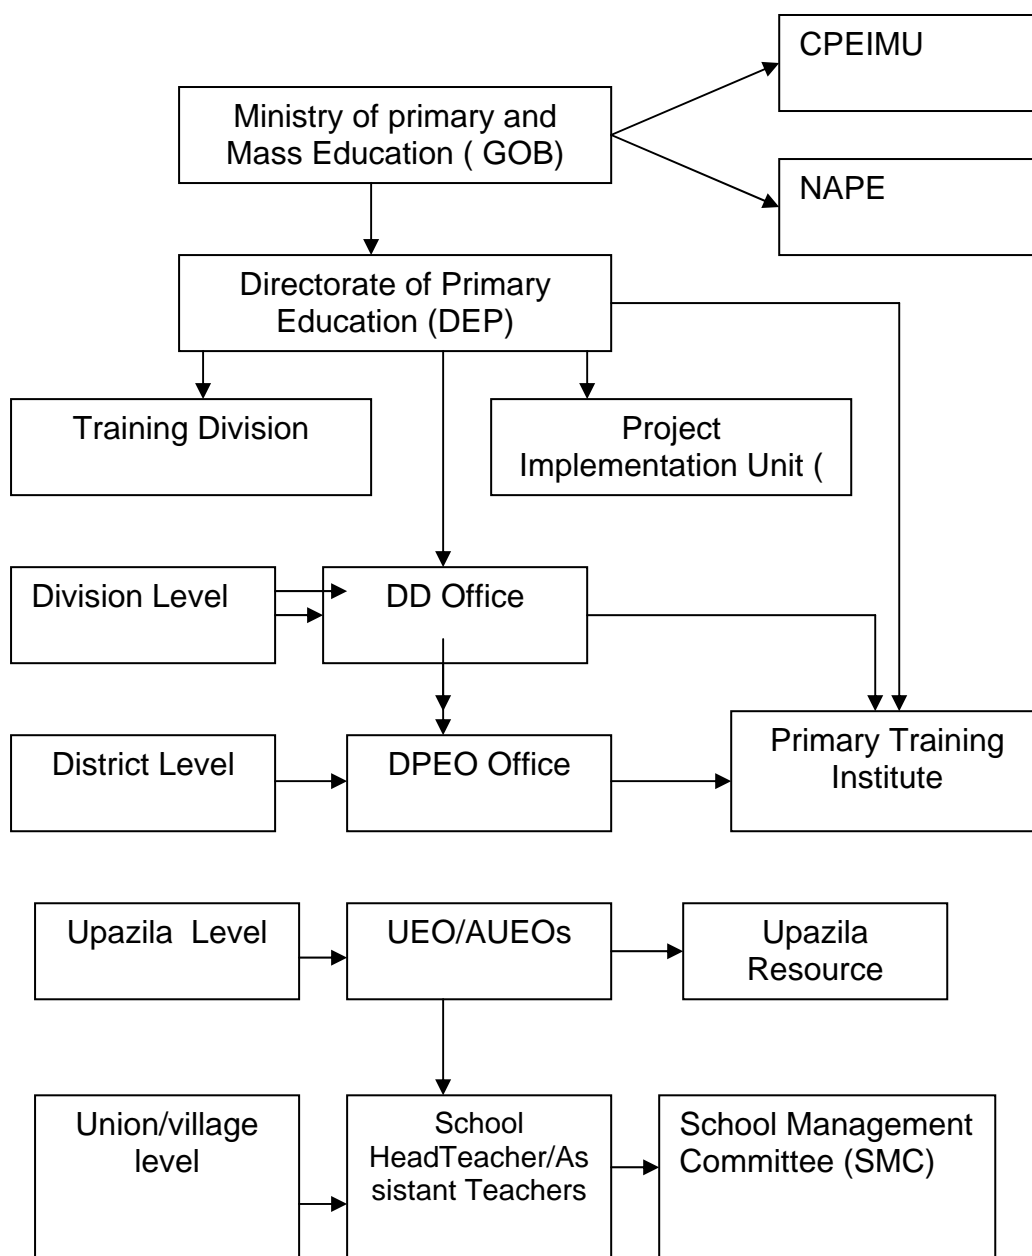 CPEIMU
Ministry of primary and
Mass Education ( GOB)
NAPE
Directorate of Primary
Education (DEP)
Training Division
Project
Implementation Unit (
Division Level
DD Office
District Level
DPEO Office
Primary Training
Institute
Upazila  Level
UEO/AUEOs
Upazila
Resource
Union/village
level
School
HeadTeacher/As
sistant Teachers
School Management
Committee (SMC)